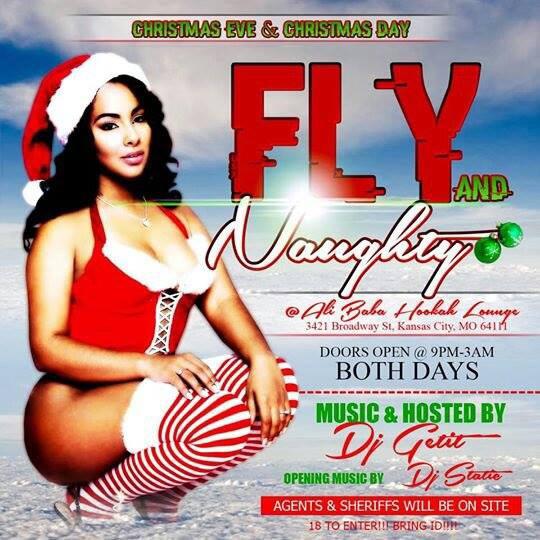 CHRISTMAS EVE & CHRISTMAS DAY
FLY
AND
Naughty
@ Ali Baba Hookah Lounge
3421 Broadway St, Kansas City, MO 64111
DOORS OPEN @ 9PM-3AM
BOTH DAYS
MUSIC & HOSTED BY
Dj Getit
OPENING MUSIC BY Dj Static
AGENTS & SHERIFFS WILL BE ON SITE
18 TO ENTER!!! BRING ID!!!!